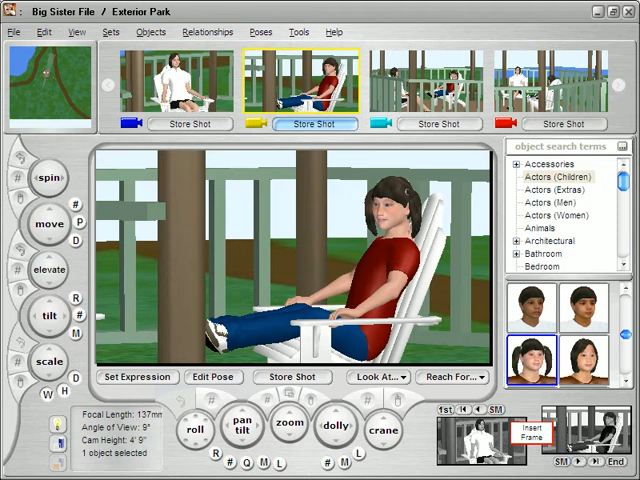 Big Sister File / Exterior Park
File Edit View Sets Objects Relationships Poses Tools Help
Store Shot Store Shot Store Shot Store Shot
object search terms
Accessories
Actors (Children)
Actors (Extras)
Actors (Men)
Actors (Women)
Animals
Architectural
Bathroom
Bedroom
#
spin
#
move
P
D
#
elevate
R
tilt
#
M
#
scale
D
H
W
Set Expression Edit Pose Store Shot Look At... Reach For...
Focal Length: 137mm
Angle of View: 9°
Cam Height: 4' 9"
1 object selected
# # #
roll pan tilt zoom dolly crane
R # Q M L # M L
1st SM
Insert
Frame
SM End